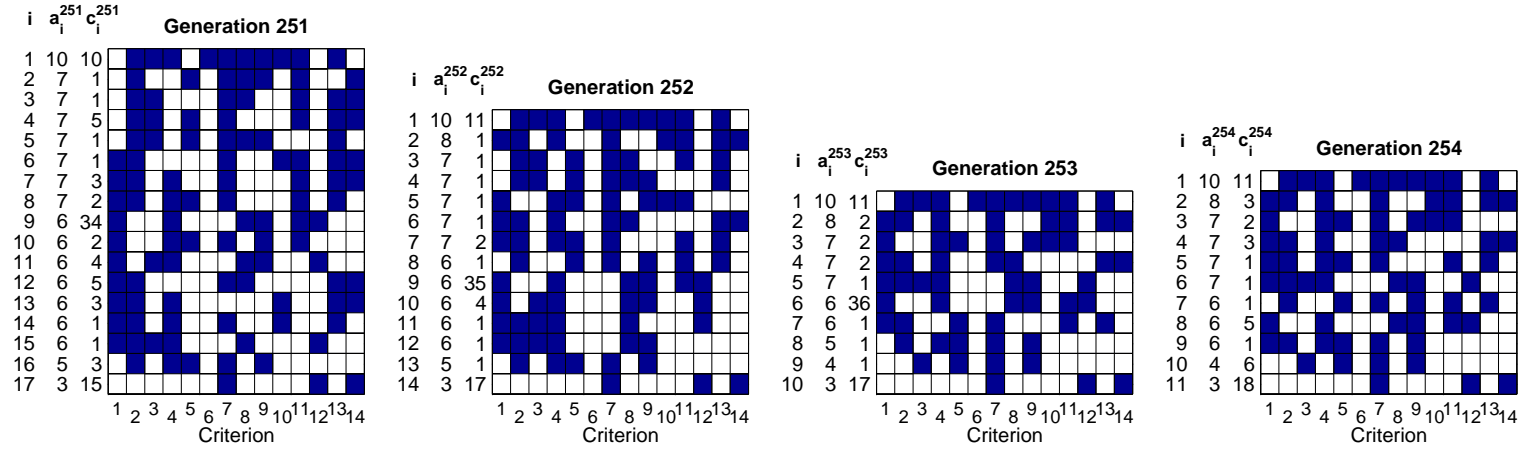 i a_i^251 c_i^251
Generation 251
1 10 10
2 7 1
3 7 1
4 7 5
5 7 1
6 7 1
7 7 3
8 7 2
9 6 34
10 6 2
11 6 4
12 6 5
13 6 3
14 6 1
15 6 1
16 5 3
17 3 15
1 2 3 4 5 6 7 8 9 10 11 12 13 14
Criterion
i a_i^252 c_i^252
Generation 252
1 10 11
2 8 1
3 7 1
4 7 1
5 7 1
6 7 1
7 7 2
8 6 1
9 6 35
10 6 4
11 6 1
12 6 1
13 5 1
14 3 17
1 2 3 4 5 6 7 8 9 10 11 12 13 14
Criterion
i a_i^253 c_i^253
Generation 253
1 10 11
2 8 2
3 7 2
4 7 2
5 7 1
6 6 36
7 6 1
8 5 1
9 4 1
10 3 17
1 2 3 4 5 6 7 8 9 10 11 12 13 14
Criterion
i a_i^254 c_i^254
Generation 254
1 10 11
2 8 3
3 7 2
4 7 3
5 7 1
6 7 1
7 6 1
8 6 5
9 6 1
10 4 6
11 3 18
1 2 3 4 5 6 7 8 9 10 11 12 13 14
Criterion